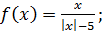 f(x) = x / (|x|−5);